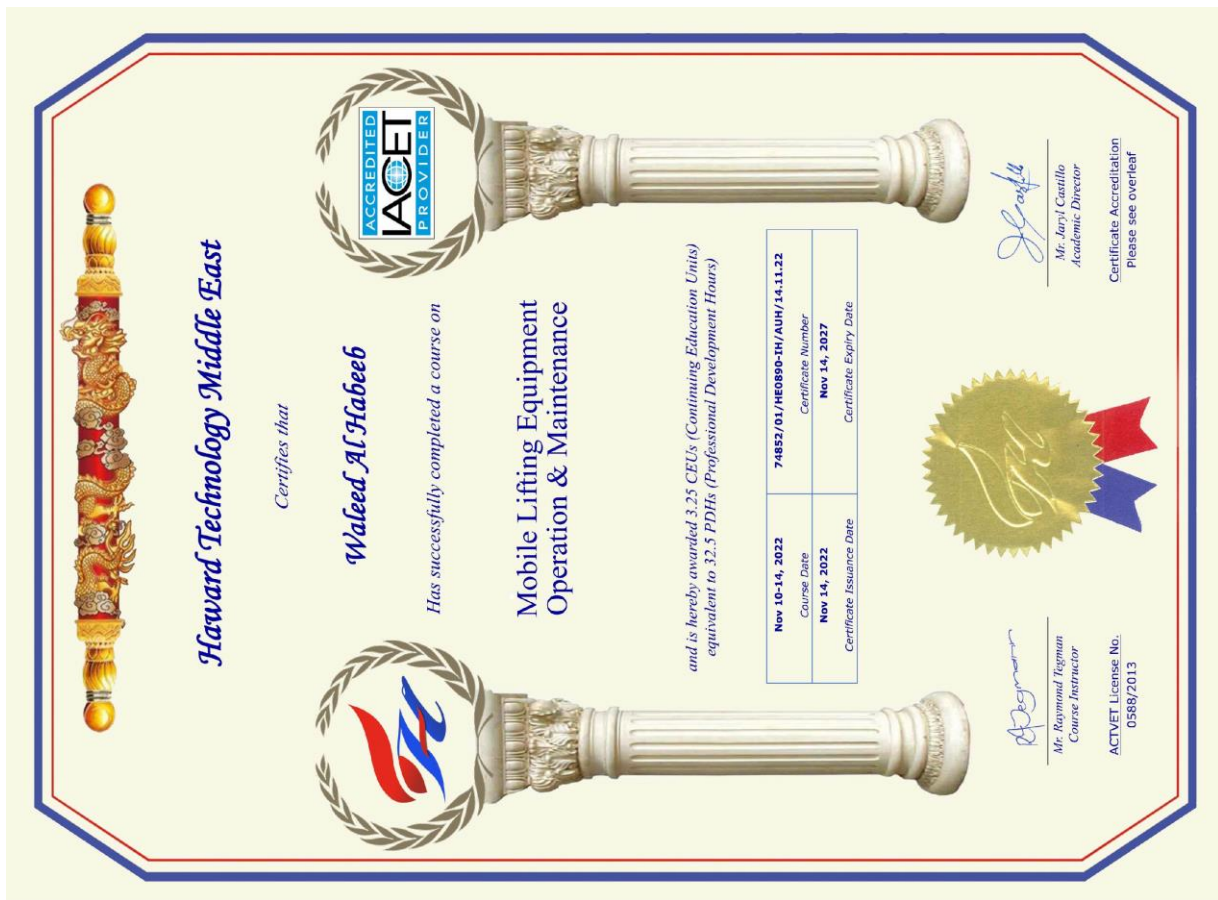 Haward Technology Middle East
Certifies that
Waleed Al Habeeb
ACCREDITED
IACET
PROVIDER
Has successfully completed a course on
Mobile Lifting Equipment
Operation & Maintenance
and is hereby awarded 3.25 CEUs (Continuing Education Units)
equivalent to 32.5 PDHs (Professional Development Hours)
Nov 10-14, 2022
Course Date
74852/01/HE0890-IH/AUH/14.11.22
Certificate Number
Nov 14, 2022
Certificate Issuance Date
Nov 14, 2027
Certificate Expiry Date
Mr. Raymond Tegman
Course Instructor
ACTVET License No.
0588/2013
Mr. Jaryl Castillo
Academic Director
Certificate Accreditation
Please see overleaf